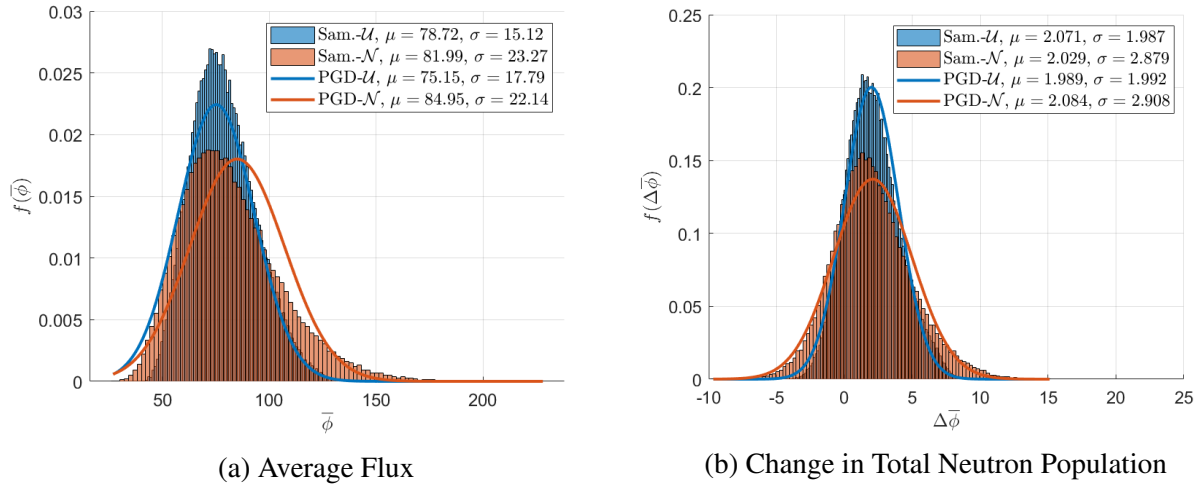 0.03
0.025
0.02
0.015
0.01
0.005
0
50
100
150
200
f(ϕ̅)
ϕ̅
Sam.-𝒰, μ = 78.72, σ = 15.12
Sam.-𝒩, μ = 81.99, σ = 23.27
PGD-𝒰, μ = 75.15, σ = 17.79
PGD-𝒩, μ = 84.95, σ = 22.14
(a) Average Flux
0.25
0.2
0.15
0.1
0.05
0
-10
-5
0
5
10
15
20
25
f(Δϕ̅)
Δϕ̅
Sam.-𝒰, μ = 2.071, σ = 1.987
Sam.-𝒩, μ = 2.029, σ = 2.879
PGD-𝒰, μ = 1.989, σ = 1.992
PGD-𝒩, μ = 2.084, σ = 2.908
(b) Change in Total Neutron Population